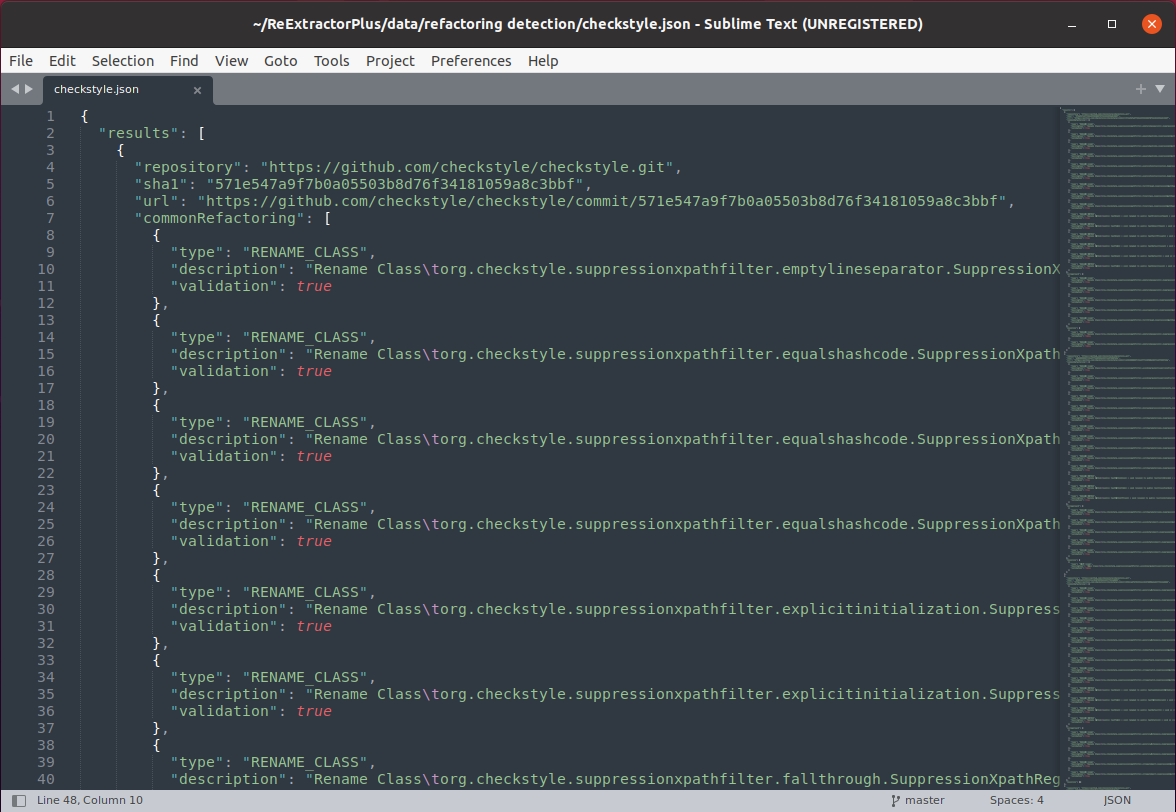 ~/ReExtractorPlus/data/refactoring detection/checkstyle.json - Sublime Text (UNREGISTERED)
File Edit Selection Find View Goto Tools Project Preferences Help
checkstyle.json
1 {
2 "results": [
3 {
4 "repository": "https://github.com/checkstyle/checkstyle.git",
5 "sha1": "571e547a9f7b0a05503b8d76f34181059a8c3bbf",
6 "url": "https://github.com/checkstyle/checkstyle/commit/571e547a9f7b0a05503b8d76f34181059a8c3bbf",
7 "commonRefactoring": [
8 {
9 "type": "RENAME_CLASS",
10 "description": "Rename Class\torg.checkstyle.suppressionxpathfilter.emptylineseparator.SuppressionX
11 "validation": true
12 },
13 {
14 "type": "RENAME_CLASS",
15 "description": "Rename Class\torg.checkstyle.suppressionxpathfilter.equalshashcode.SuppressionXpath
16 "validation": true
17 },
18 {
19 "type": "RENAME_CLASS",
20 "description": "Rename Class\torg.checkstyle.suppressionxpathfilter.equalshashcode.SuppressionXpath
21 "validation": true
22 },
23 {
24 "type": "RENAME_CLASS",
25 "description": "Rename Class\torg.checkstyle.suppressionxpathfilter.equalshashcode.SuppressionXpath
26 "validation": true
27 },
28 {
29 "type": "RENAME_CLASS",
30 "description": "Rename Class\torg.checkstyle.suppressionxpathfilter.explicitinitialization.Suppress
31 "validation": true
32 },
33 {
34 "type": "RENAME_CLASS",
35 "description": "Rename Class\torg.checkstyle.suppressionxpathfilter.explicitinitialization.Suppress
36 "validation": true
37 },
38 {
39 "type": "RENAME_CLASS",
40 "description": "Rename Class\torg.checkstyle.suppressionxpathfilter.fallthrough.SuppressionXpathReg
Line 48, Column 10 master Spaces: 4 JSON